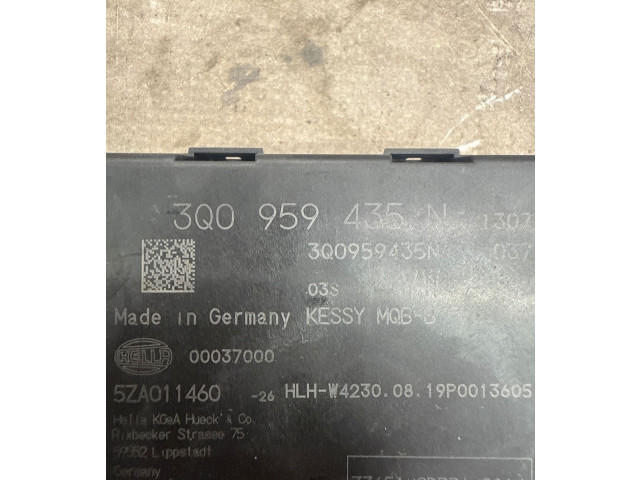 3Q0 959 435 N 1307
3Q0959435N 037
03S
Made in Germany KESSY MQB-B
HELLA 00037000
5ZA011460 -26 HLH-W4230.08.19P0013605
Hella KGaA Hueck & Co.
Rixbecker Strasse 75
59552 Lippstadt
Germany